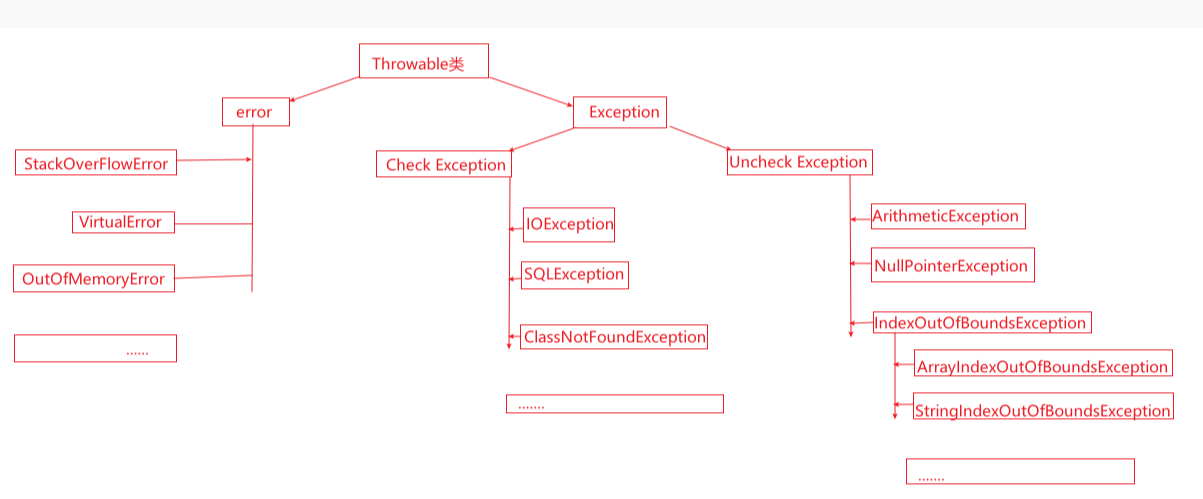 Throwable类
error
Exception
StackOverFlowError
Check Exception
Uncheck Exception
VirtualError
IOException
ArithmeticException
OutOfMemoryError
SQLException
NullPointerException
......
ClassNotFoundException
IndexOutOfBoundsException
ArrayIndexOutOfBoundsException
.......
StringIndexOutOfBoundsException
.......